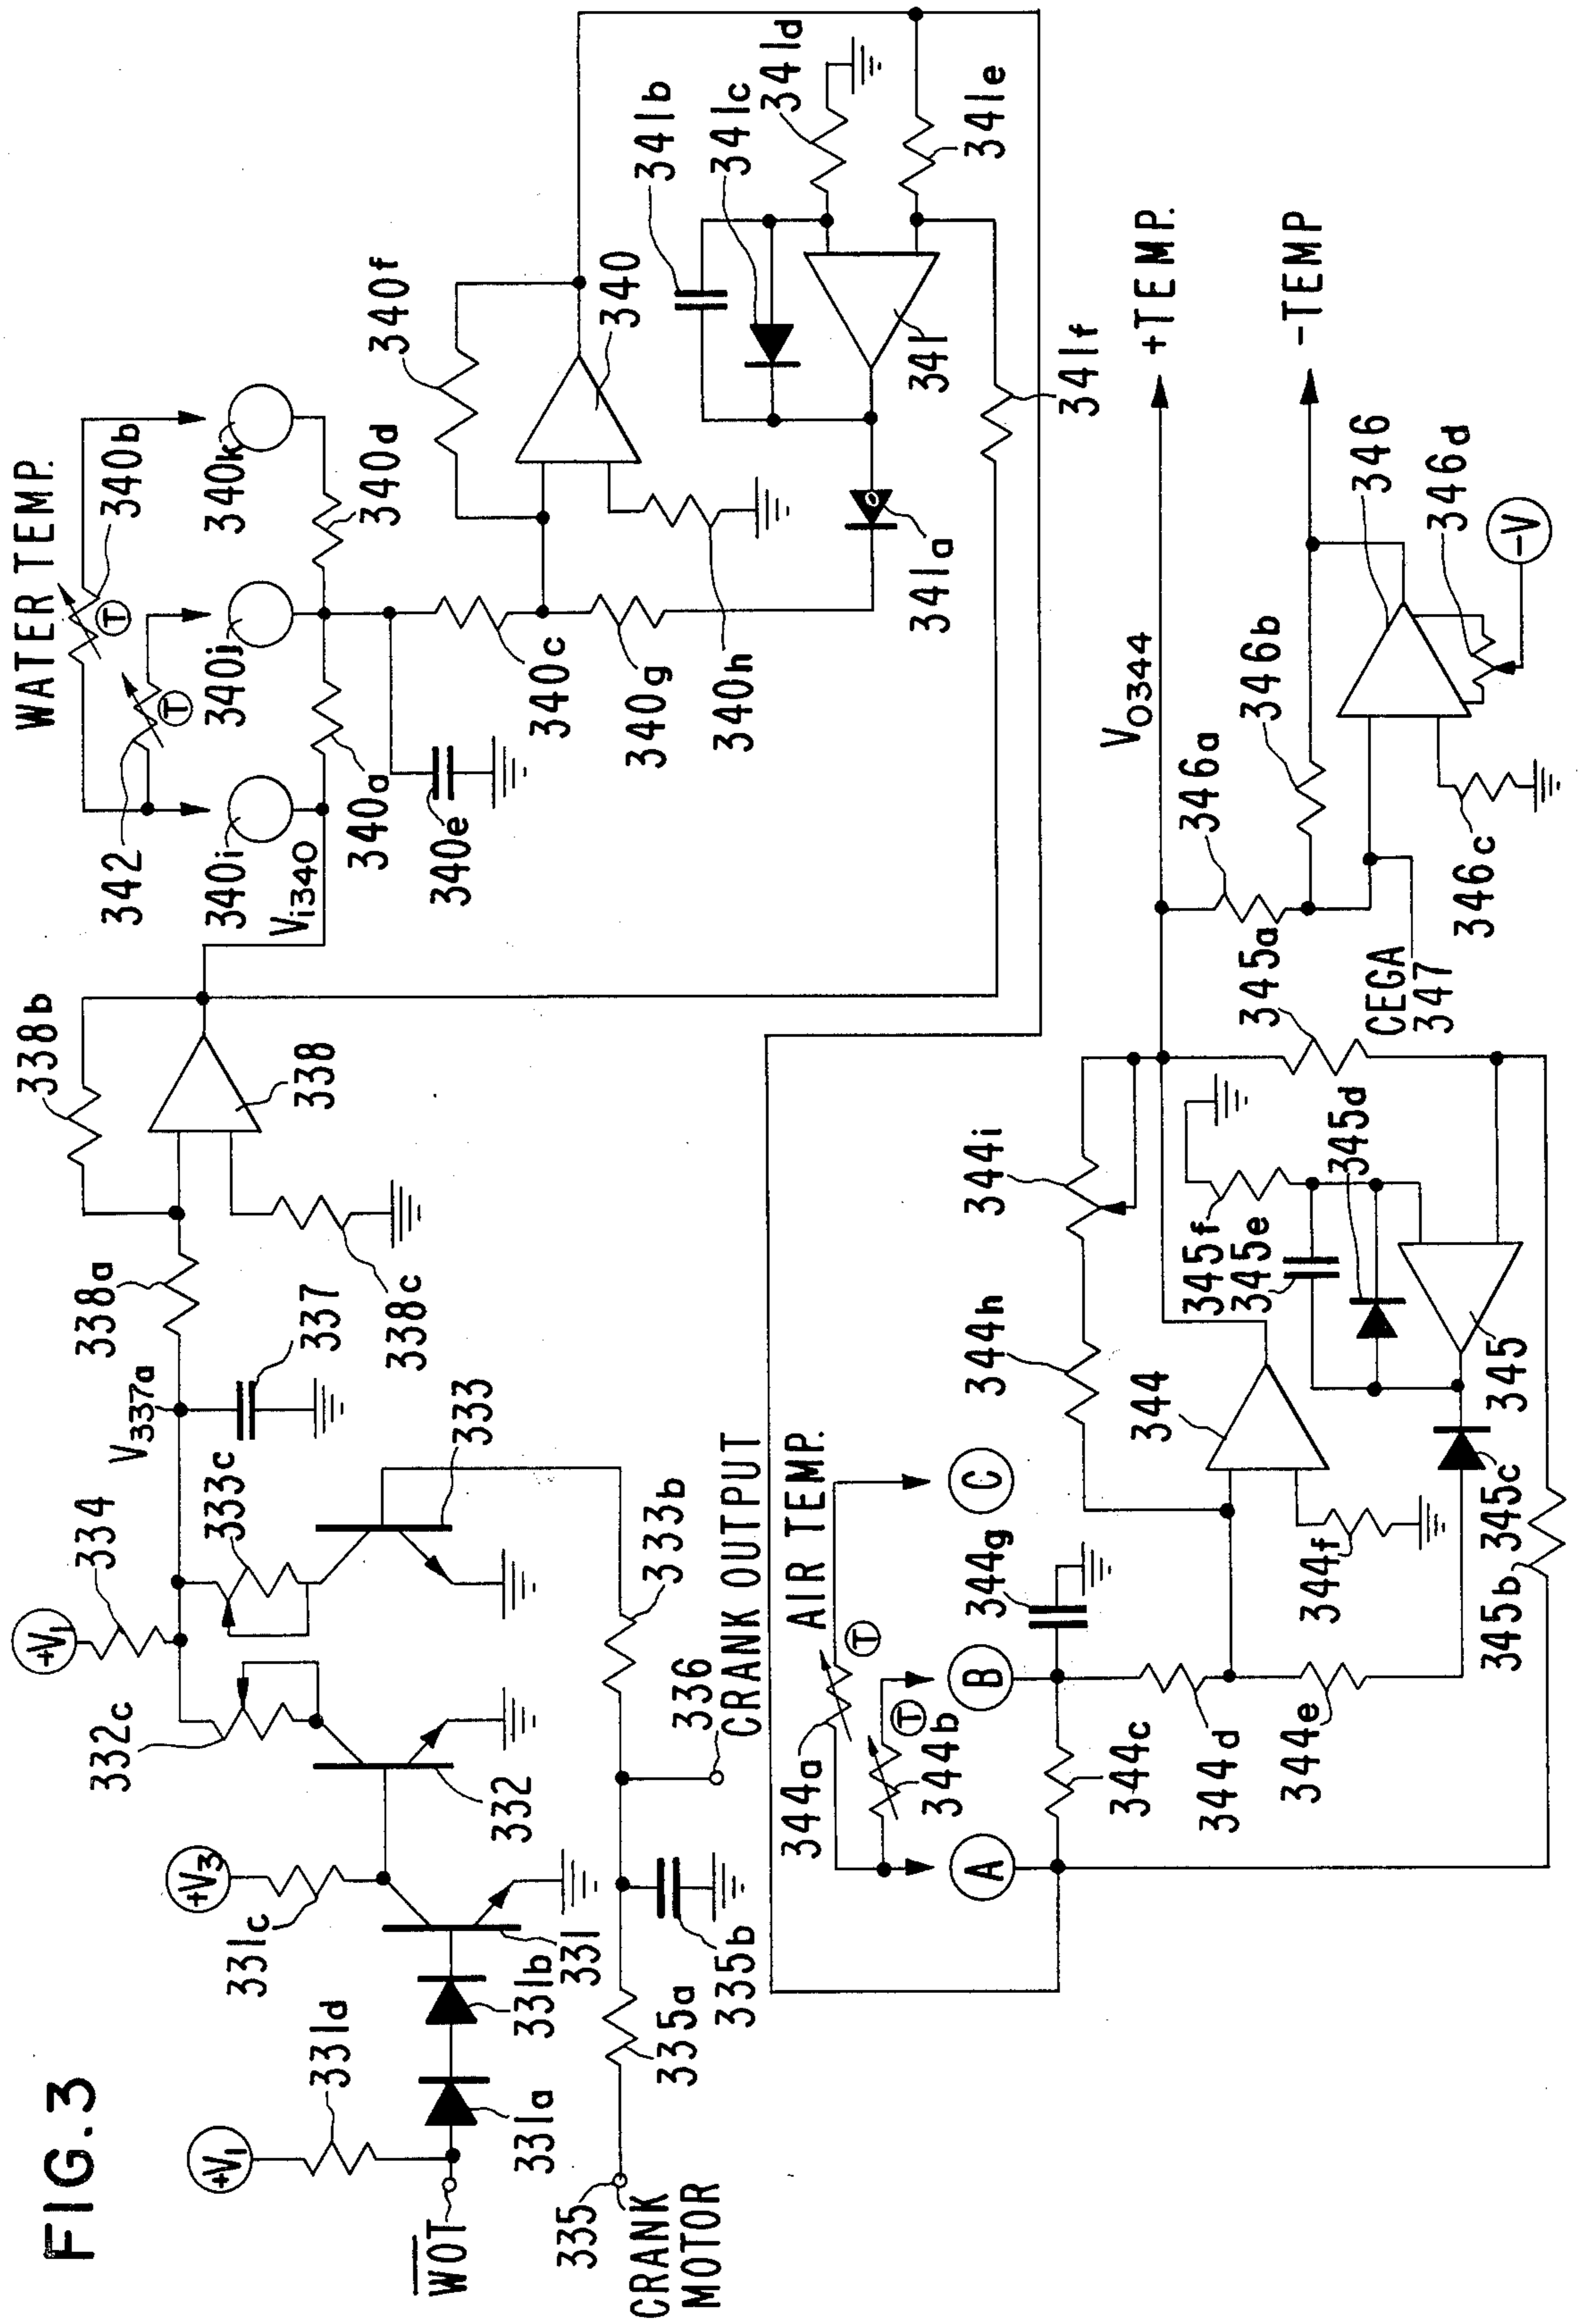 FIG.3
+V1
331d
WOT
331a
331b
331
331c
+V3
332
332c
+V1
334
333c
333
333b
335
CRANK
MOTOR
335a
335b
336
CRANK OUTPUT
V337a
337
338a
338b
338
338c
WATER TEMP.
342
T
T
340b
340i
340j
340k
Vi340
340a
340d
340e
340c
340g
340h
340f
340
341a
341b
341c
341d
341e
341
341f
AIR TEMP.
344a
T
T
344b
A
B
C
344c
344d
344e
344g
344f
344
344h
344i
345a
345f
345e
345d
345
345c
345b
V0344
+TEMP.
346a
346b
CEGA
347
346c
346
346d
-V
-TEMP